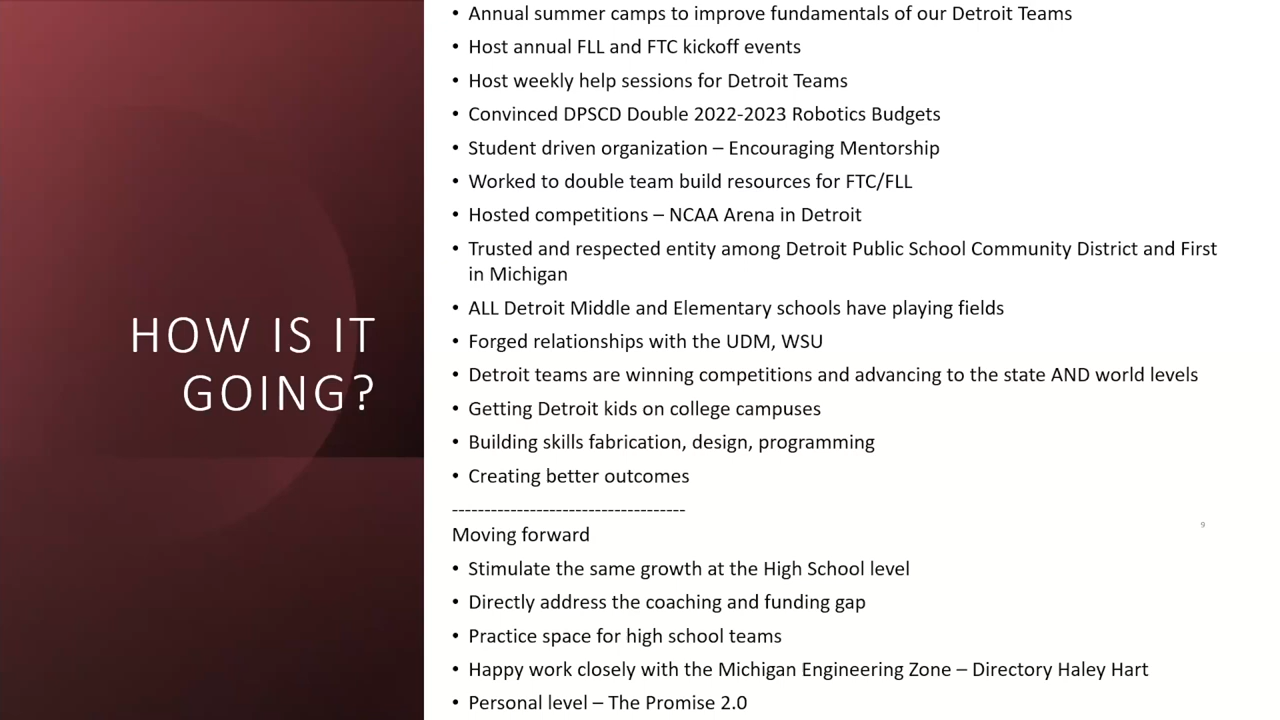 HOW IS IT
GOING?
• Annual summer camps to improve fundamentals of our Detroit Teams
• Host annual FLL and FTC kickoff events
• Host weekly help sessions for Detroit Teams
• Convinced DPSCD Double 2022-2023 Robotics Budgets
• Student driven organization – Encouraging Mentorship
• Worked to double team build resources for FTC/FLL
• Hosted competitions – NCAA Arena in Detroit
• Trusted and respected entity among Detroit Public School Community District and First
in Michigan
• ALL Detroit Middle and Elementary schools have playing fields
• Forged relationships with the UDM, WSU
• Detroit teams are winning competitions and advancing to the state AND world levels
• Getting Detroit kids on college campuses
• Building skills fabrication, design, programming
• Creating better outcomes
------------------------------------
Moving forward
• Stimulate the same growth at the High School level
• Directly address the coaching and funding gap
• Practice space for high school teams
• Happy work closely with the Michigan Engineering Zone – Directory Haley Hart
• Personal level – The Promise 2.0
9